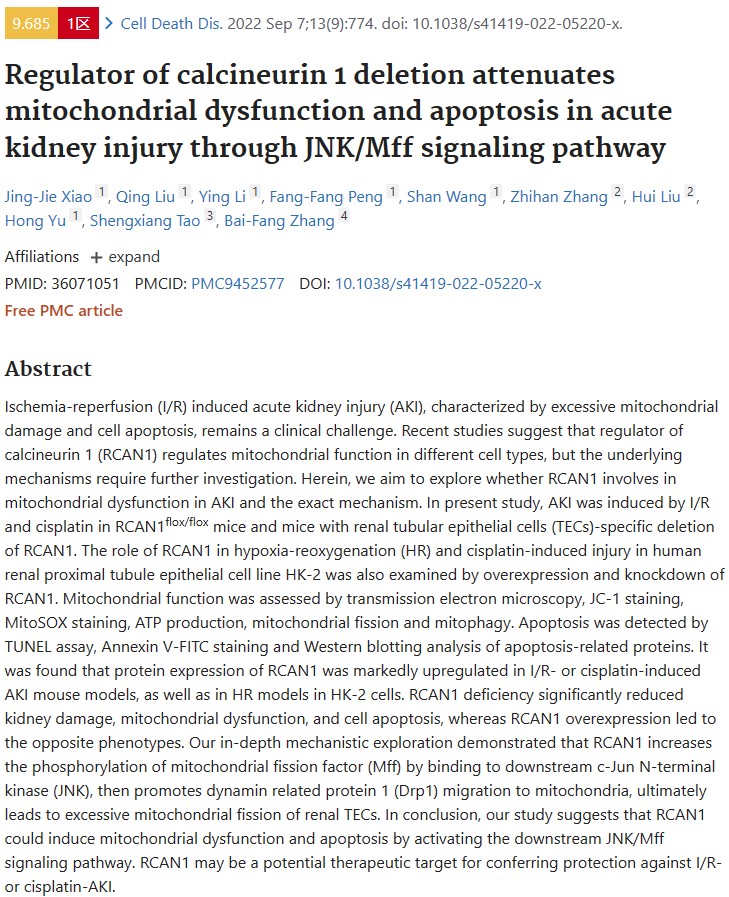 9.685 1区 > Cell Death Dis. 2022 Sep 7;13(9):774. doi: 10.1038/s41419-022-05220-x.
Regulator of calcineurin 1 deletion attenuates
mitochondrial dysfunction and apoptosis in acute
kidney injury through JNK/Mff signaling pathway
Jing-Jie Xiao 1, Qing Liu 1, Ying Li 1, Fang-Fang Peng 1, Shan Wang 1, Zhihan Zhang 2, Hui Liu 2,
Hong Yu 1, Shengxiang Tao 3, Bai-Fang Zhang 4
Affiliations + expand
PMID: 36071051 PMCID: PMC9452577 DOI: 10.1038/s41419-022-05220-x
Free PMC article
Abstract
Ischemia-reperfusion (I/R) induced acute kidney injury (AKI), characterized by excessive mitochondrial
damage and cell apoptosis, remains a clinical challenge. Recent studies suggest that regulator of
calcineurin 1 (RCAN1) regulates mitochondrial function in different cell types, but the underlying
mechanisms require further investigation. Herein, we aim to explore whether RCAN1 involves in
mitochondrial dysfunction in AKI and the exact mechanism. In present study, AKI was induced by I/R
and cisplatin in RCAN1flox/flox mice and mice with renal tubular epithelial cells (TECs)-specific deletion
of RCAN1. The role of RCAN1 in hypoxia-reoxygenation (HR) and cisplatin-induced injury in human
renal proximal tubule epithelial cell line HK-2 was also examined by overexpression and knockdown of
RCAN1. Mitochondrial function was assessed by transmission electron microscopy, JC-1 staining,
MitoSOX staining, ATP production, mitochondrial fission and mitophagy. Apoptosis was detected by
TUNEL assay, Annexin V-FITC staining and Western blotting analysis of apoptosis-related proteins. It
was found that protein expression of RCAN1 was markedly upregulated in I/R- or cisplatin-induced
AKI mouse models, as well as in HR models in HK-2 cells. RCAN1 deficiency significantly reduced
kidney damage, mitochondrial dysfunction, and cell apoptosis, whereas RCAN1 overexpression led to
the opposite phenotypes. Our in-depth mechanistic exploration demonstrated that RCAN1 increases
the phosphorylation of mitochondrial fission factor (Mff) by binding to downstream c-Jun N-terminal
kinase (JNK), then promotes dynamin related protein 1 (Drp1) migration to mitochondria, ultimately
leads to excessive mitochondrial fission of renal TECs. In conclusion, our study suggests that RCAN1
could induce mitochondrial dysfunction and apoptosis by activating the downstream JNK/Mff
signaling pathway. RCAN1 may be a potential therapeutic target for conferring protection against I/R-
or cisplatin-AKI.